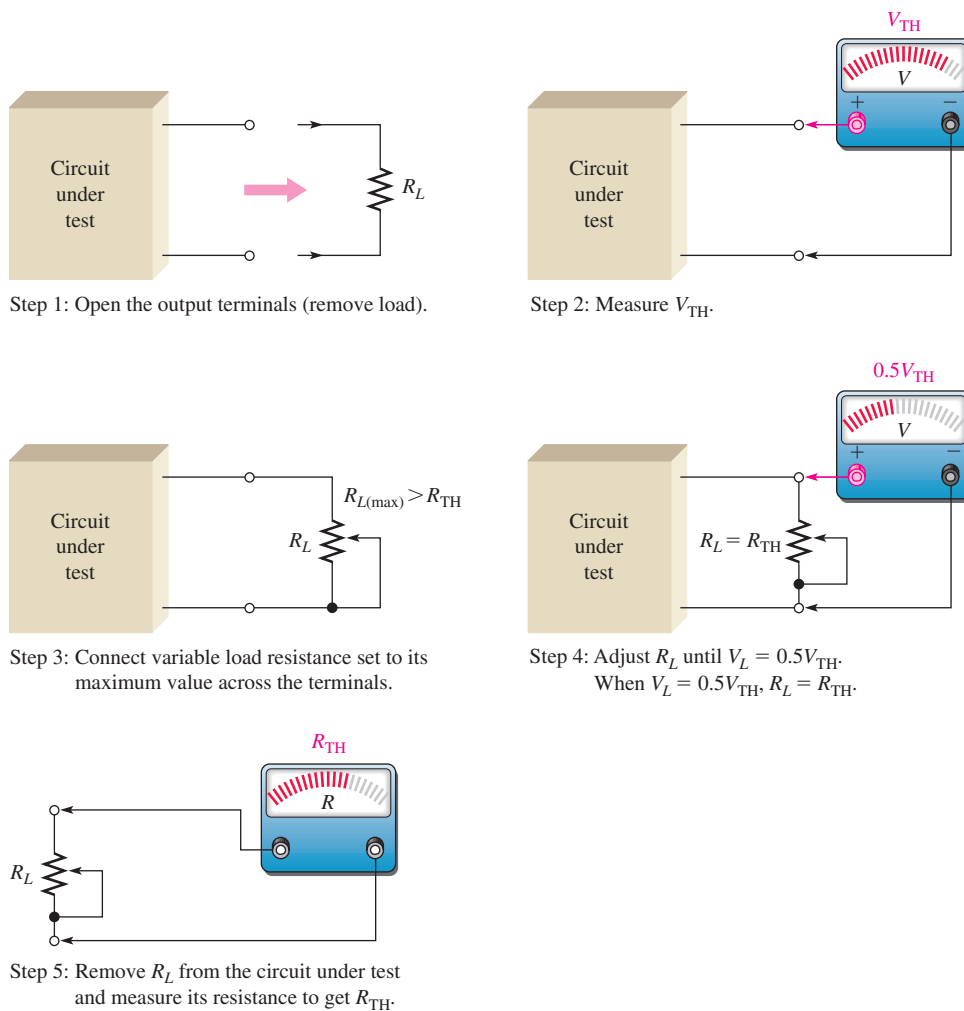 V_TH
V
+ −
Circuit
under
test
R_L
Circuit
under
test
Step 1: Open the output terminals (remove load).
Step 2: Measure V_TH.
0.5V_TH
V
+ −
Circuit
under
test
R_L(max) > R_TH
R_L
Circuit
under
test
R_L = R_TH
Step 3: Connect variable load resistance set to its
maximum value across the terminals.
Step 4: Adjust R_L until V_L = 0.5V_TH.
When V_L = 0.5V_TH, R_L = R_TH.
R_TH
R
R_L
Step 5: Remove R_L from the circuit under test
and measure its resistance to get R_TH.